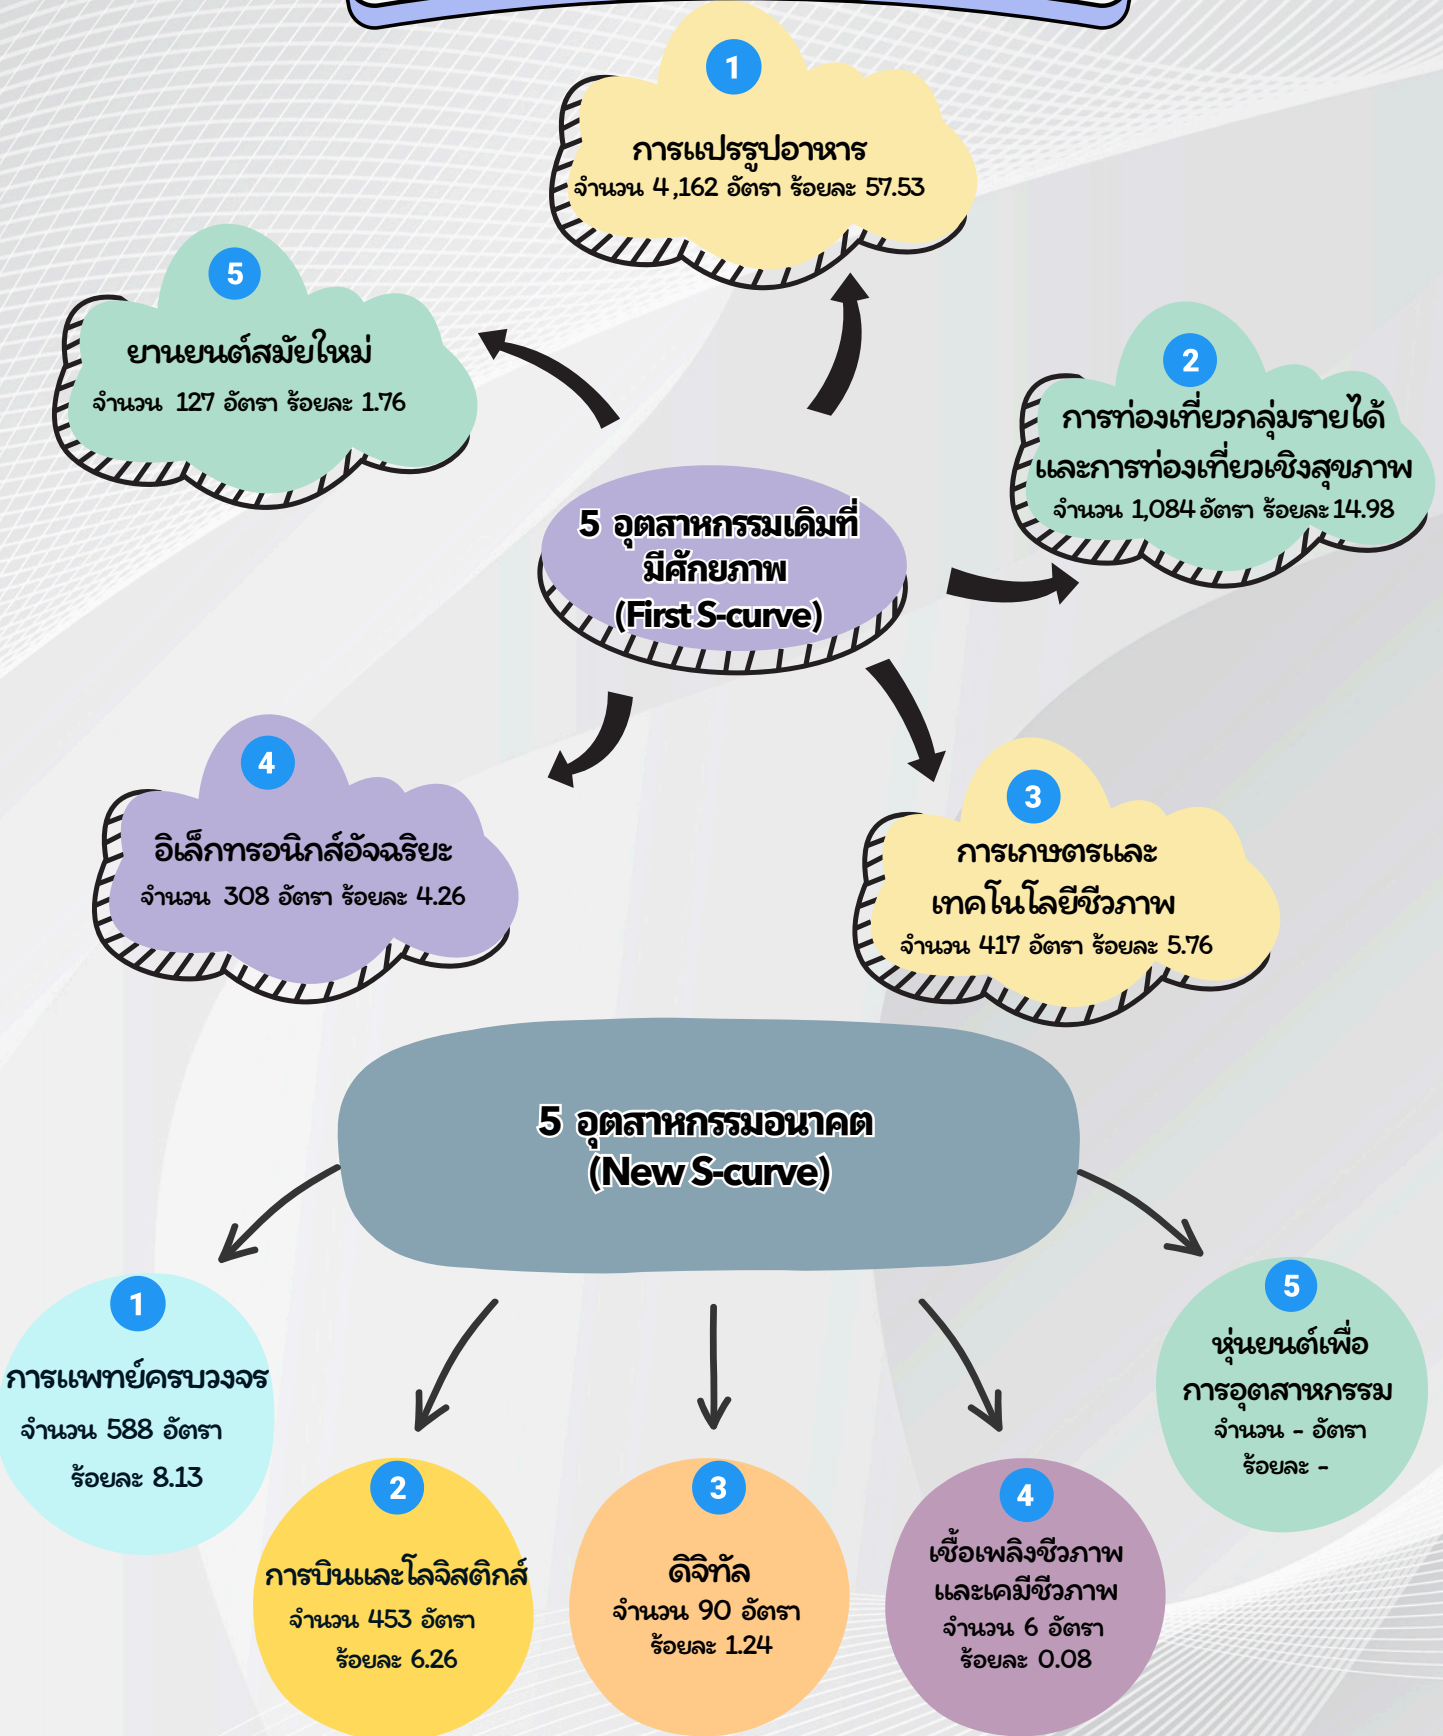 1
การแปรรูปอาหาร
จำนวน 4,162 อัตรา ร้อยละ 57.53
5
ยานยนต์สมัยใหม่
จำนวน 127 อัตรา ร้อยละ 1.76
2
การท่องเที่ยวกลุ่มรายได้
และการท่องเที่ยวเชิงสุขภาพ
จำนวน 1,084 อัตรา ร้อยละ 14.98
5 อุตสาหกรรมเดิมที่
มีศักยภาพ
(First S-curve)
4
อิเล็กทรอนิกส์อัจฉริยะ
จำนวน 308 อัตรา ร้อยละ 4.26
3
การเกษตรและ
เทคโนโลยีชีวภาพ
จำนวน 417 อัตรา ร้อยละ 5.76
5 อุตสาหกรรมอนาคต
(New S-curve)
1
การแพทย์ครบวงจร
จำนวน 588 อัตรา
ร้อยละ 8.13
2
การบินและโลจิสติกส์
จำนวน 453 อัตรา
ร้อยละ 6.26
3
ดิจิทัล
จำนวน 90 อัตรา
ร้อยละ 1.24
4
เชื้อเพลิงชีวภาพ
และเคมีชีวภาพ
จำนวน 6 อัตรา
ร้อยละ 0.08
5
หุ่นยนต์เพื่อ
การอุตสาหกรรม
จำนวน - อัตรา
ร้อยละ -